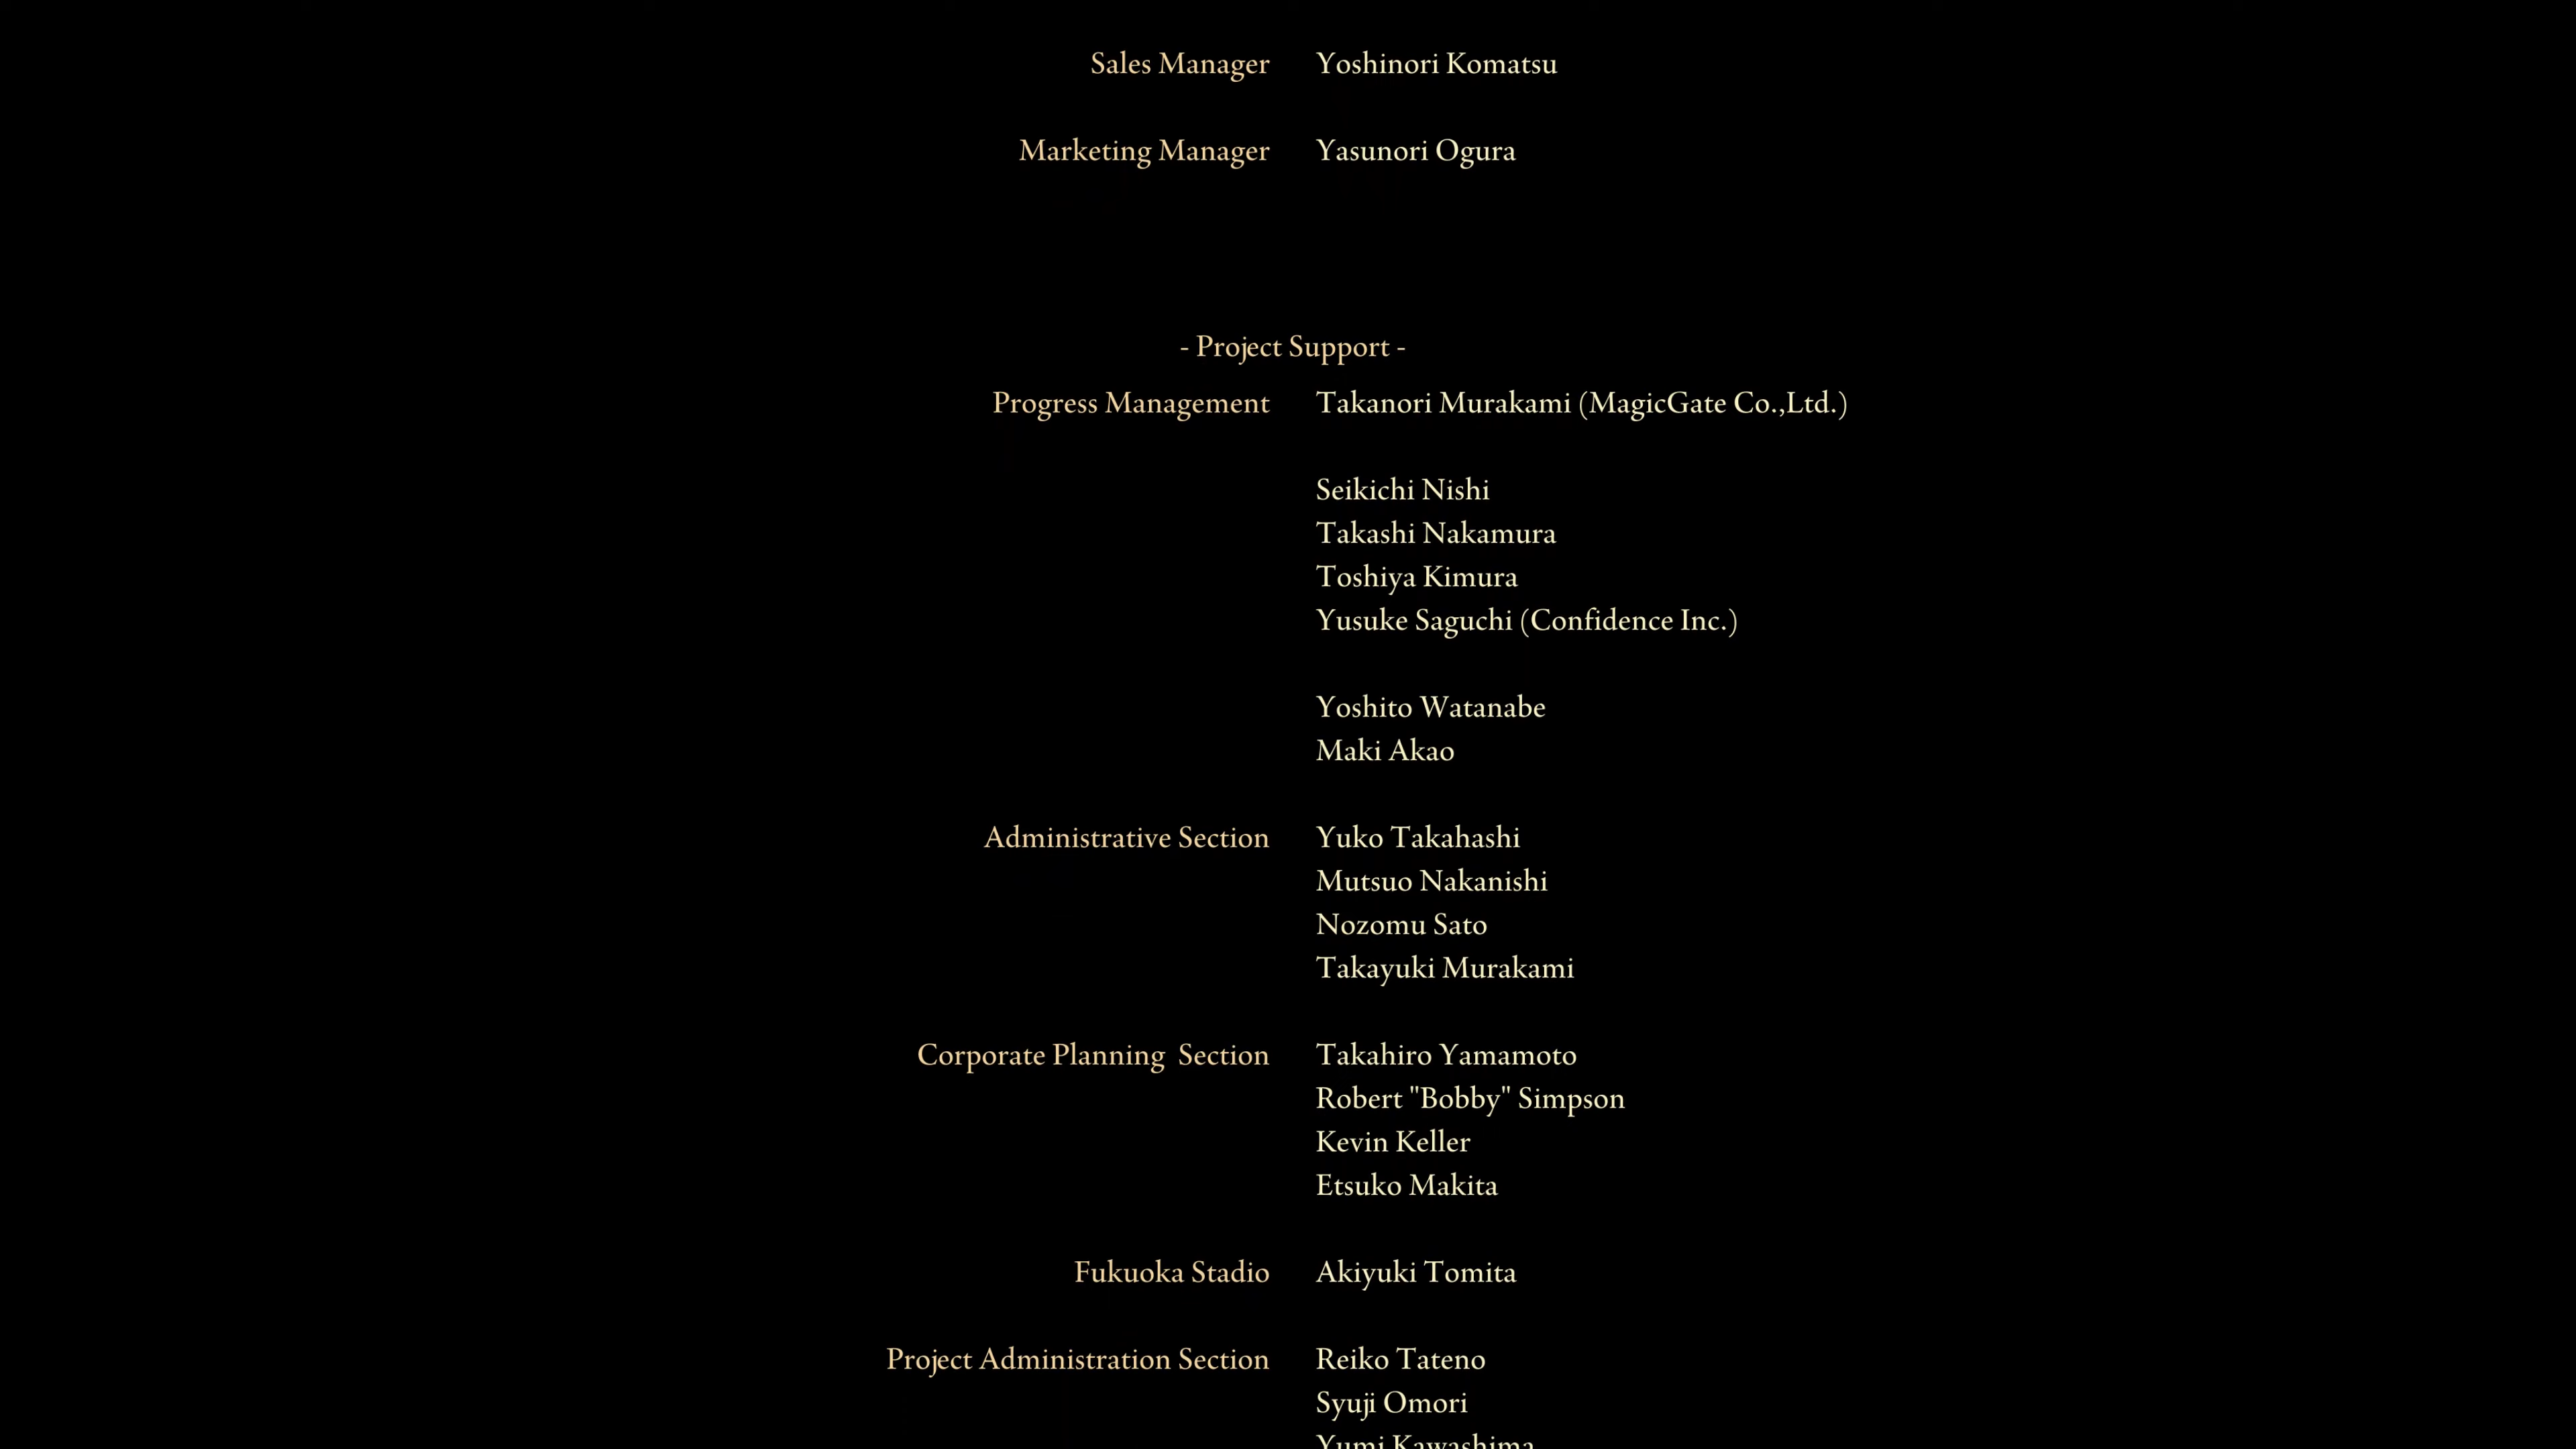 Sales Manager Yoshinori Komatsu
Marketing Manager Yasunori Ogura
- Project Support -
Progress Management Takanori Murakami (MagicGate Co.,Ltd.)
Seikichi Nishi
Takashi Nakamura
Toshiya Kimura
Yusuke Saguchi (Confidence Inc.)
Yoshito Watanabe
Maki Akao
Administrative Section Yuko Takahashi
Mutsuo Nakanishi
Nozomu Sato
Takayuki Murakami
Corporate Planning  Section Takahiro Yamamoto
Robert "Bobby" Simpson
Kevin Keller
Etsuko Makita
Fukuoka Stadio Akiyuki Tomita
Project Administration Section Reiko Tateno
Syuji Omori
Yumi Kawashima